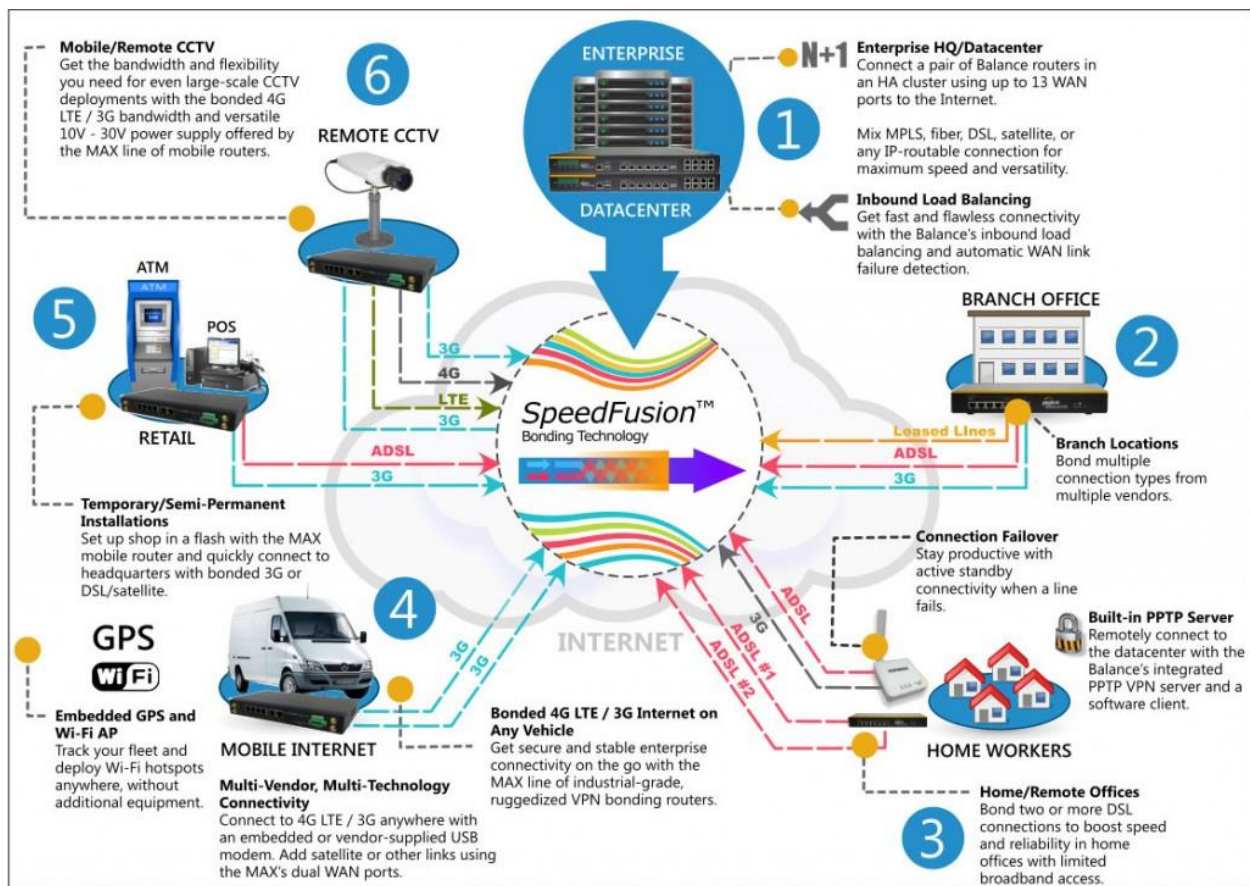 Mobile/Remote CCTV
Get the bandwidth and flexibility
you need for even large-scale CCTV
deployments with the bonded 4G
LTE / 3G bandwidth and versatile
10V - 30V power supply offered by
the MAX line of mobile routers.
6
REMOTE CCTV
ENTERPRISE
DATACENTER
1
N+1
Enterprise HQ/Datacenter
Connect a pair of Balance routers in
an HA cluster using up to 13 WAN
ports to the Internet.
Mix MPLS, fiber, DSL, satellite, or
any IP-routable connection for
maximum speed and versatility.
Inbound Load Balancing
Get fast and flawless connectivity
with the Balance's inbound load
balancing and automatic WAN link
failure detection.
5
ATM
ATM
POS
RETAIL
3G
4G
LTE
3G
ADSL
3G
BRANCH OFFICE
2
Leased LInes
ADSL
3G
Branch Locations
Bond multiple
connection types from
multiple vendors.
SpeedFusion™
Bonding Technology
Temporary/Semi-Permanent
Installations
Set up shop in a flash with the MAX
mobile router and quickly connect to
headquarters with bonded 3G or
DSL/satellite.
4
GPS
Wi Fi
Embedded GPS and
Wi-Fi AP
Track your fleet and
deploy Wi-Fi hotspots
anywhere, without
additional equipment.
MOBILE INTERNET
3G
3G
Multi-Vendor, Multi-Technology
Connectivity
Connect to 4G LTE / 3G anywhere with
an embedded or vendor-supplied USB
modem. Add satellite or other links using
the MAX's dual WAN ports.
INTERNET
Bonded 4G LTE / 3G Internet on
Any Vehicle
Get secure and stable enterprise
connectivity on the go with the
MAX line of industrial-grade,
ruggedized VPN bonding routers.
ADSL
3G
ADSL #1
ADSL #2
Connection Failover
Stay productive with
active standby
connectivity when a line
fails.
Built-in PPTP Server
Remotely connect to
the datacenter with the
Balance's integrated
PPTP VPN server and a
software client.
HOME WORKERS
3
Home/Remote Offices
Bond two or more DSL
connections to boost speed
and reliability in home
offices with limited
broadband access.